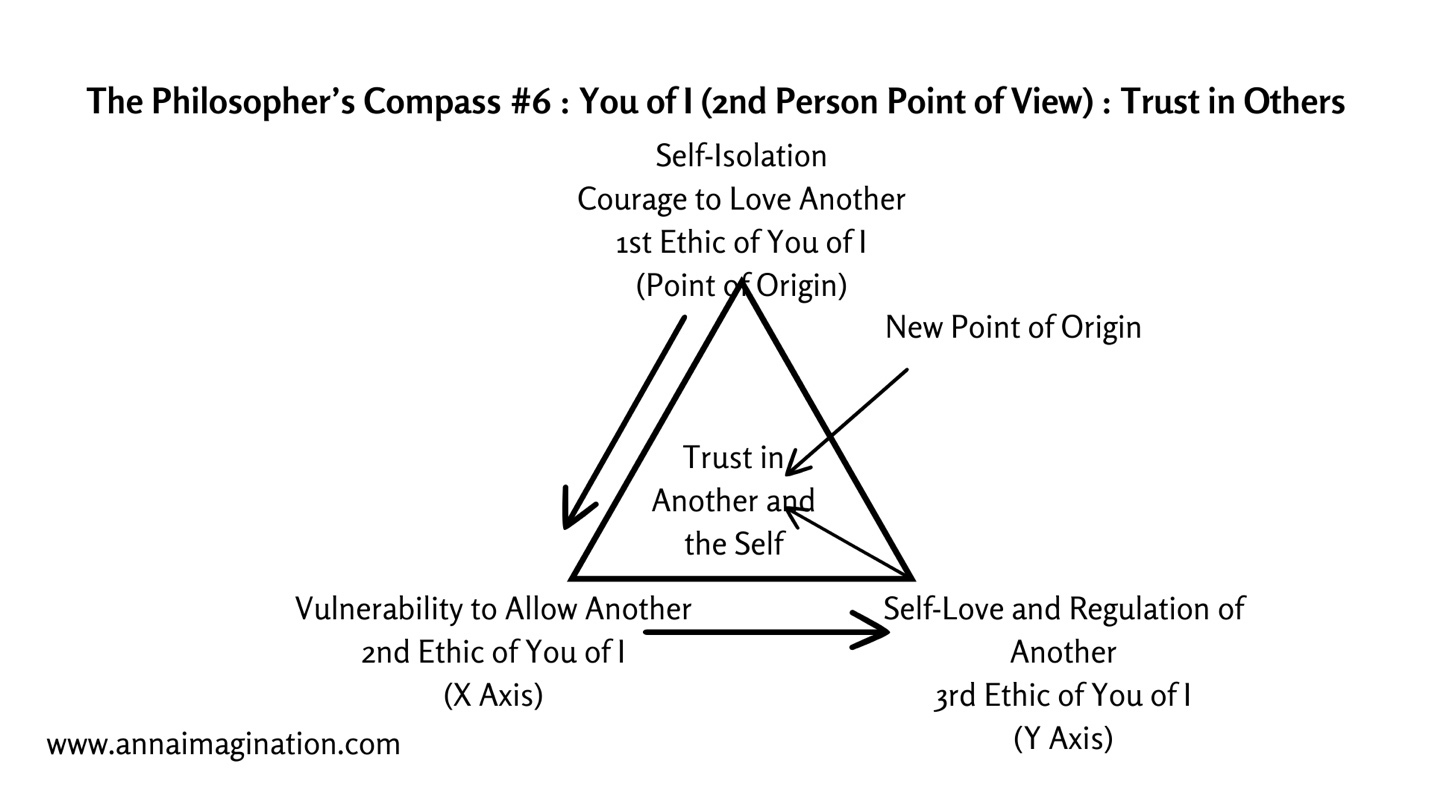 The Philosopher's Compass #6 : You of I (2nd Person Point of View) : Trust in Others
Self-Isolation
Courage to Love Another
1st Ethic of You of I
(Point of Origin)
New Point of Origin
Trust in
Another and
the Self
Vulnerability to Allow Another
2nd Ethic of You of I
(X Axis)
Self-Love and Regulation of
Another
3rd Ethic of You of I
(Y Axis)
www.annaimagination.com